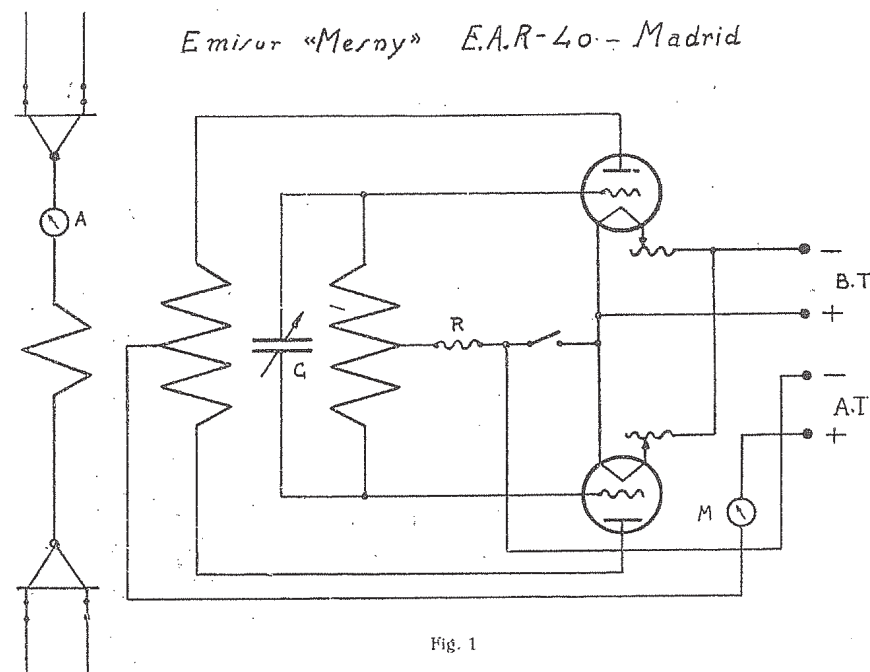 Emisor «Mesny» E.A.R-40.- Madrid
A
−
B.T
+
R
C
−
A.T
+
M
Fig. 1